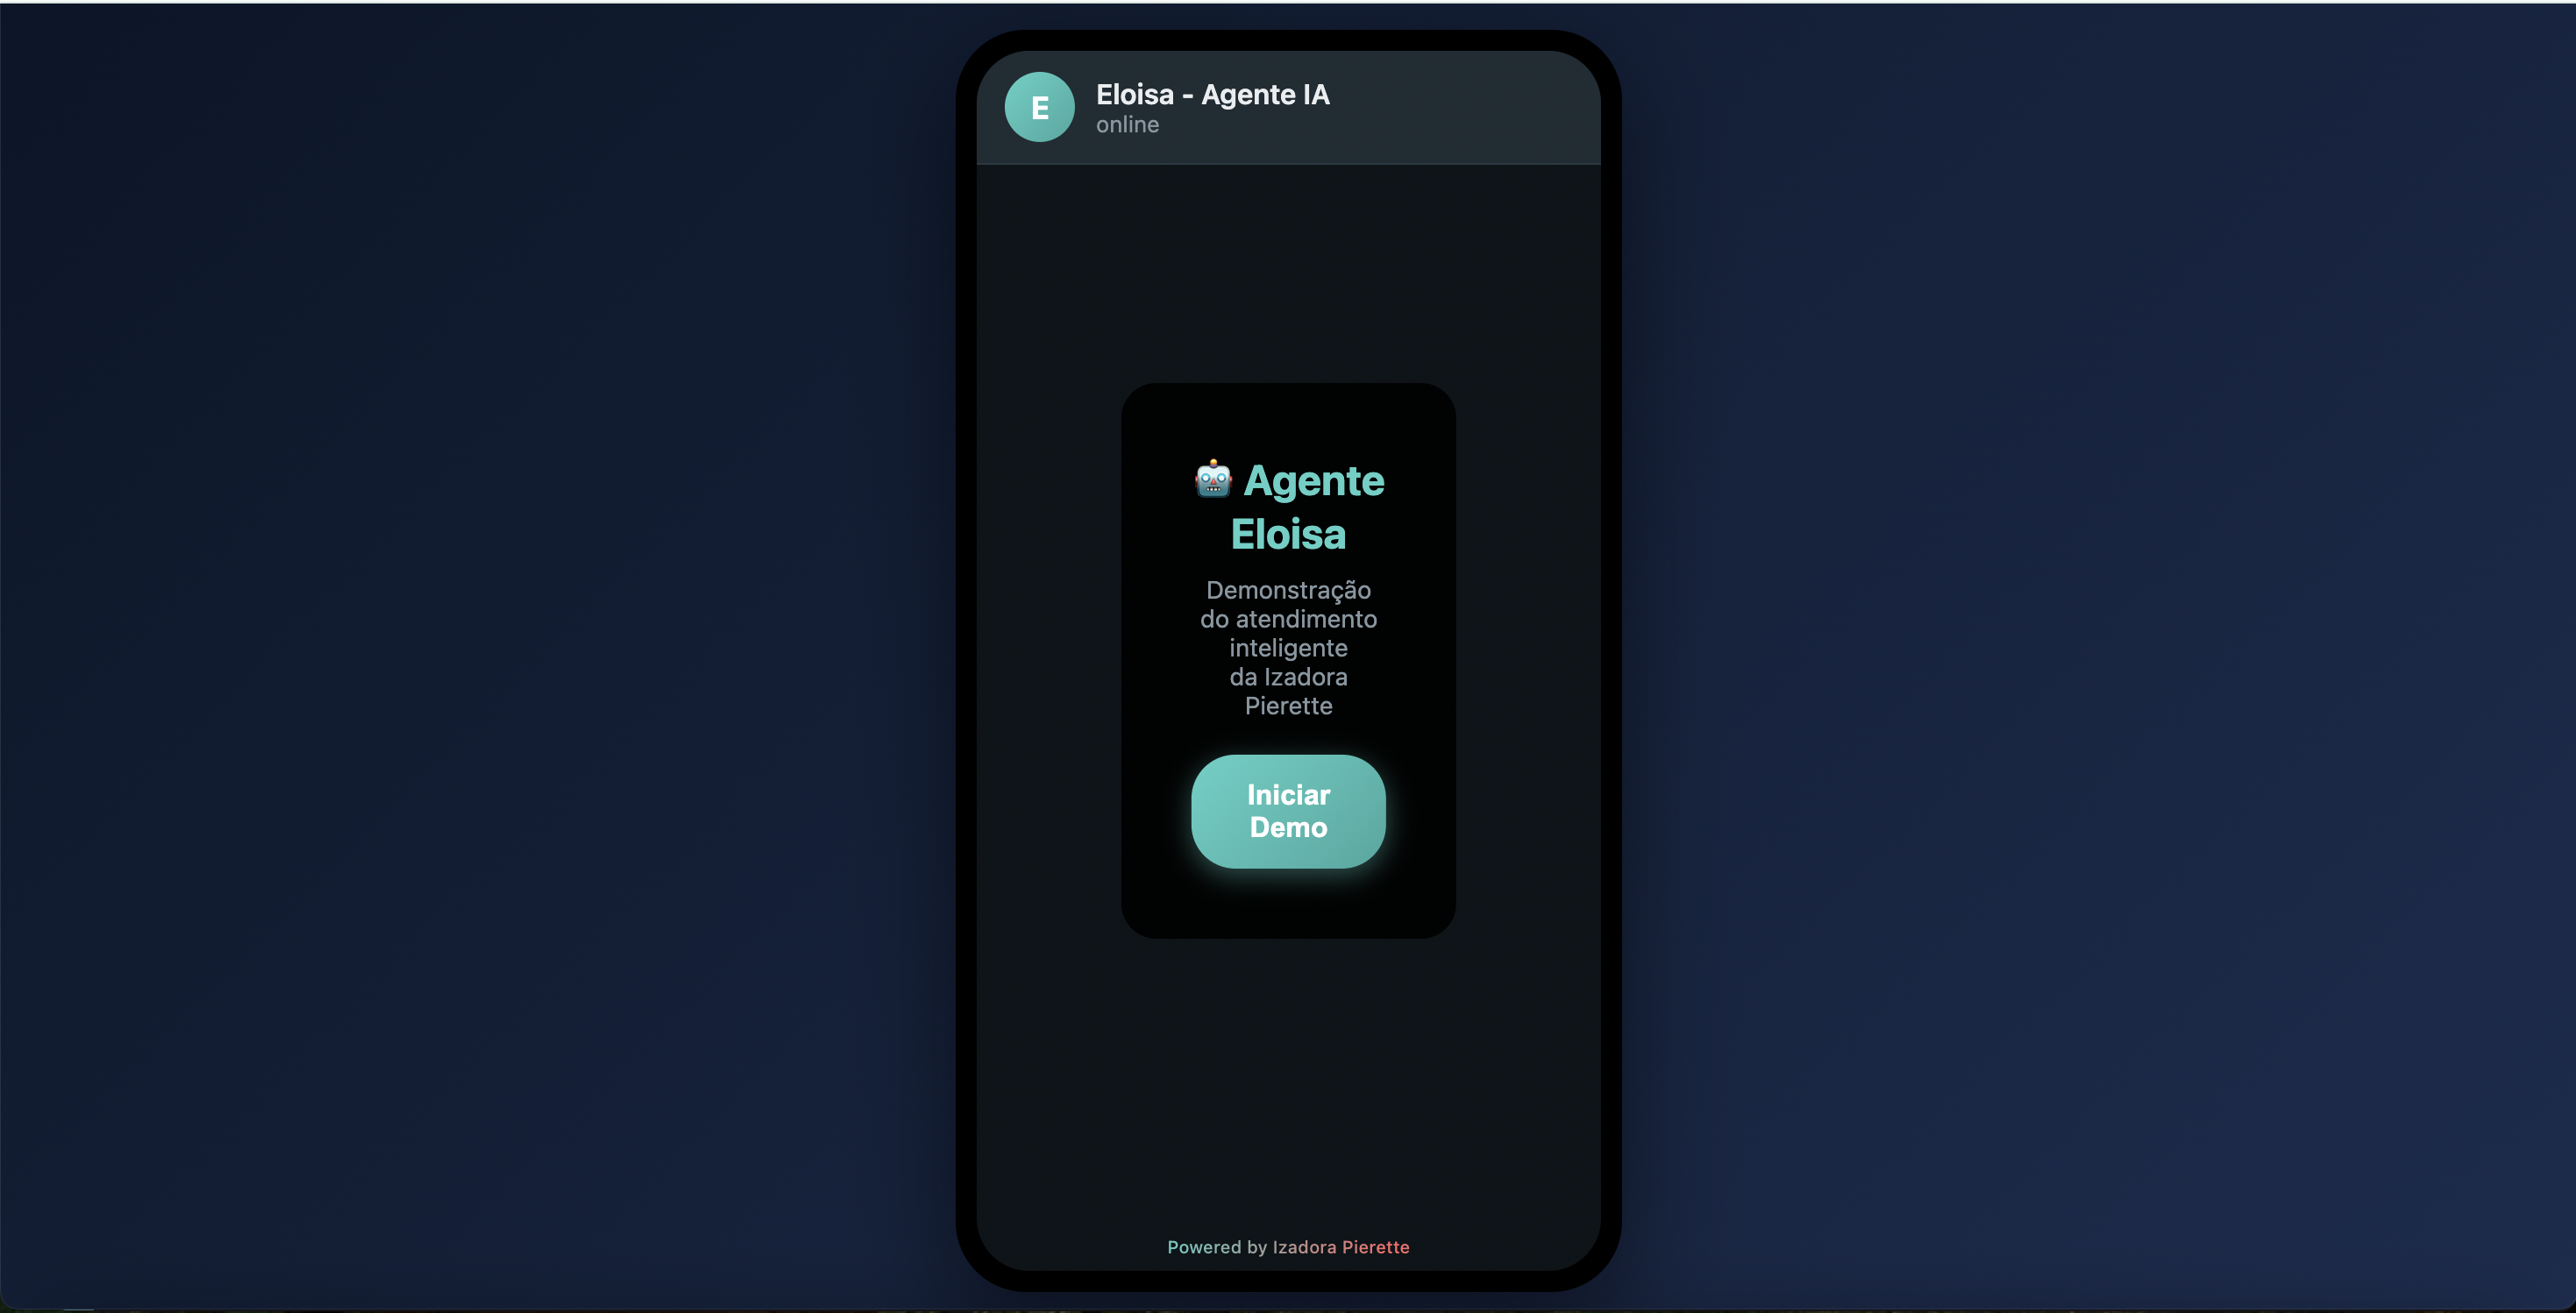 E
Eloisa - Agente IA
online
🤖 Agente
Eloisa
Demonstração
do atendimento
inteligente
da Izadora
Pierette
Iniciar
Demo
Powered by Izadora Pierette